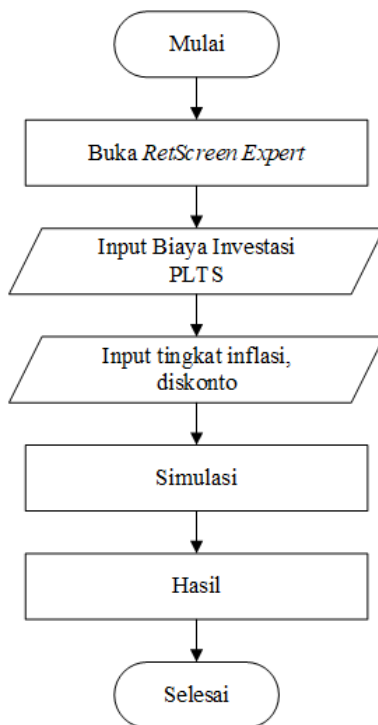 Mulai
Buka RetScreen Expert
Input Biaya Investasi
PLTS
Input tingkat inflasi,
diskonto
Simulasi
Hasil
Selesai